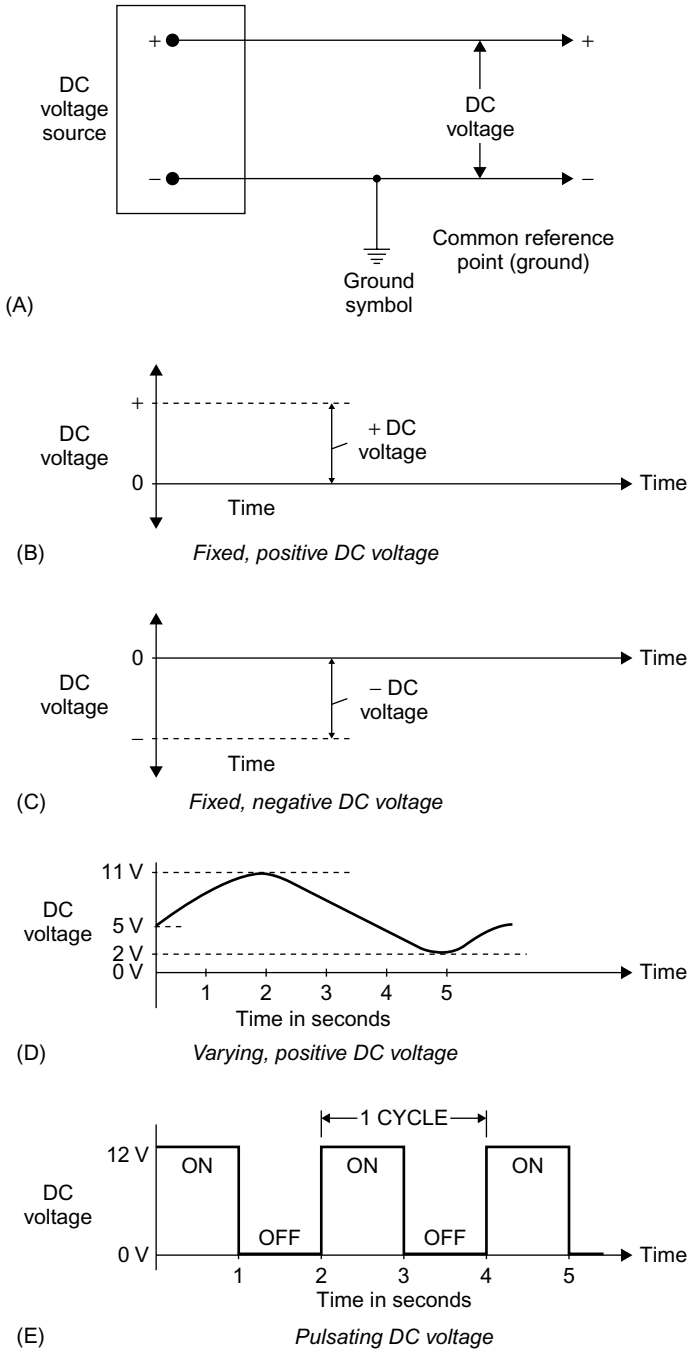 + +
DC
voltage
source
DC
voltage
− −
Common reference
point (ground)
Ground
symbol
(A)
+
DC
voltage
+ DC
voltage
0
Time
Time
(B) Fixed, positive DC voltage
0
Time
DC
voltage
− DC
voltage
−
Time
(C) Fixed, negative DC voltage
11 V
DC
voltage
5 V
2 V
0 V
Time
1 2 3 4 5
Time in seconds
(D) Varying, positive DC voltage
1 CYCLE
12 V
ON ON ON
DC
voltage
OFF OFF
0 V
Time
1 2 3 4 5
Time in seconds
(E) Pulsating DC voltage